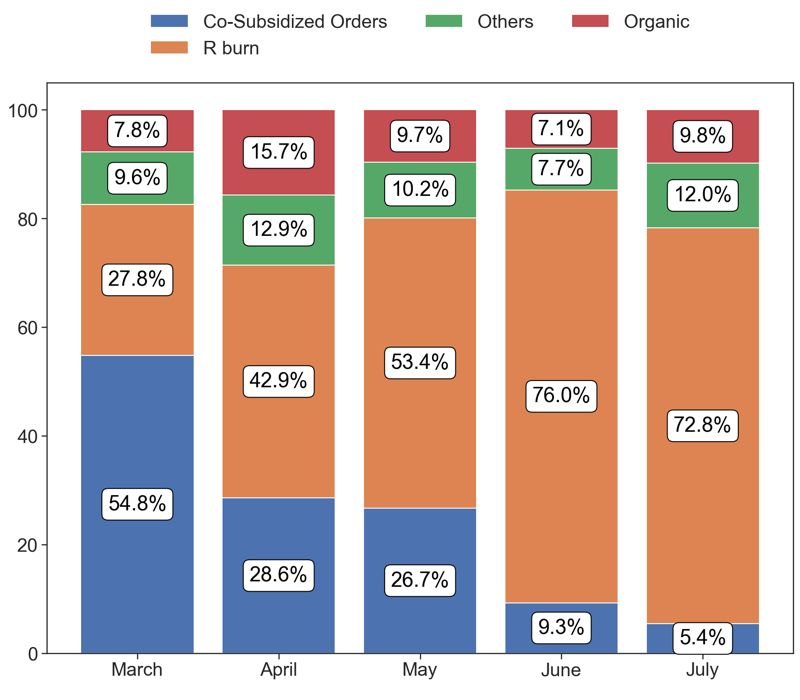 Co-Subsidized Orders Others Organic
R burn
100
7.8% 15.7% 9.7% 7.1% 9.8%
9.6% 12.9% 10.2% 7.7% 12.0%
80
27.8% 42.9% 53.4% 76.0% 72.8%
60
40
54.8% 28.6% 26.7% 9.3% 5.4%
20
0
March April May June July